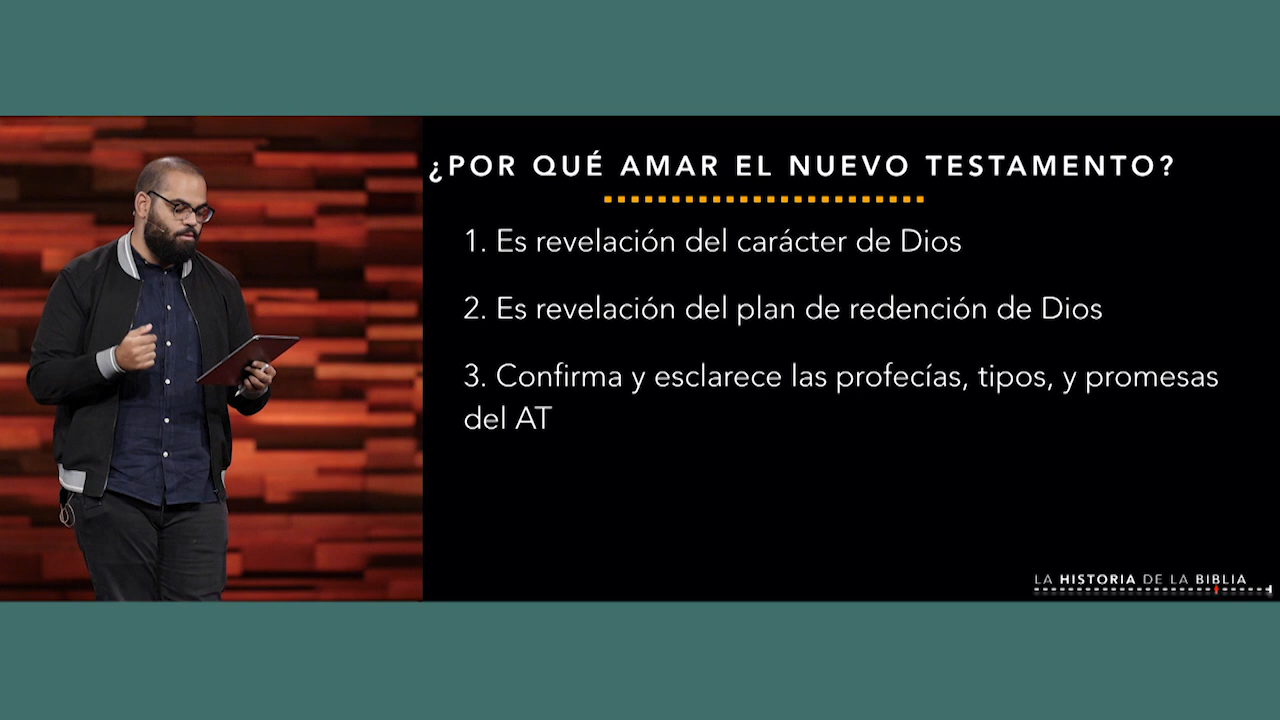 ¿POR QUÉ AMAR EL NUEVO TESTAMENTO?
1. Es revelación del carácter de Dios
2. Es revelación del plan de redención de Dios
3. Confirma y esclarece las profecías, tipos, y promesas
del AT
LA HISTORIA DE LA BIBLIA